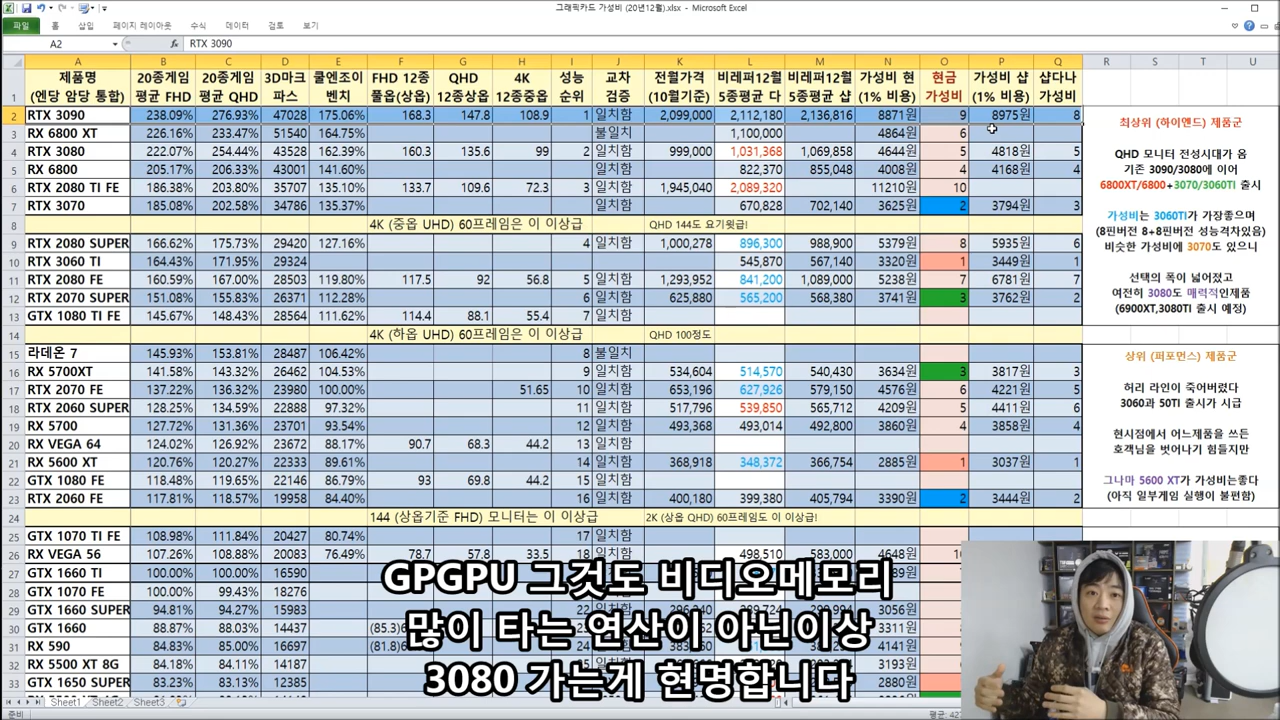 그래픽카드 가성비 (20년12월).xlsx - Microsoft Excel
파일 홈 삽입 페이지 레이아웃 수식 데이터 검토 보기
A2 fx RTX 3090
A B C D E F G H I J K L M N O P Q R S T U
1 제품명 (엔당 암당 통합) 20종게임 평균 FHD 20종게임 평균 QHD 3D마크 파스 쿨엔조이 벤치 FHD 12종 풀옵(상옵) QHD 12종상옵 4K 12종중옵 성능 순위 교차 검증 전월가격 (10월기준) 비레퍼12월 5종평균 다 비레퍼12월 5종평균 샵 가성비 현 (1% 비용) 현금 가성비 가성비 샵 (1% 비용) 샵다나 가성비
2 RTX 3090 238.09% 276.93% 47028 175.06% 168.3 147.8 108.9 1 일치함 2,099,000 2,112,180 2,136,816 8871원 9 8975원 8
3 RX 6800 XT 226.16% 233.47% 51540 164.75% 불일치 1,100,000 4864원 6
4 RTX 3080 222.07% 254.44% 43264 162.39% 160.3 135.6 99 2 일치함 999,000 1,031,368 1,069,858 4644원 5 4818원 5
5 RX 6800 205.17% 206.33% 43001 141.60% 일치함 822,370 855,048 4008원 4 4168원 4
6 RTX 2080 TI FE 186.38% 203.80% 35707 135.10% 133.7 109.6 72.3 3 일치함 1,945,040 2,089,320 11210원 10
7 RTX 3070 185.08% 202.58% 34786 135.37% 일치함 670,828 702,140 3625원 2 3794원 3
8 4K (중옵 UHD) 60프레임은 이 이상급 QHD 144도 요기윗급!
9 RTX 2080 SUPER 166.62% 175.73% 29420 127.16% 4 일치함 1,000,278 896,300 988,900 5379원 8 5935원 6
10 RTX 3060 TI 164.43% 171.95% 29324 일치함 545,870 567,140 3320원 1 3449원 1
11 RTX 2080 FE 160.59% 167.00% 28503 119.80% 117.5 92 56.8 5 일치함 1,293,952 841,200 1,089,000 5238원 7 6781원 7
12 RTX 2070 SUPER 151.08% 155.83% 26371 112.28% 6 일치함 625,880 565,200 568,380 3741원 3 3762원 2
13 GTX 1080 TI FE 145.67% 148.43% 28564 111.62% 114.4 88.1 55.4 7 일치함
14 4K (하옵 UHD) 60프레임은 이 이상급 QHD 100정도
15 라데온 7 145.93% 153.81% 28487 106.42% 8 불일치
16 RX 5700XT 141.58% 143.32% 26462 104.53% 9 일치함 534,604 514,570 540,430 3634원 3 3817원 3
17 RTX 2070 FE 137.22% 136.32% 23980 100.00% 51.65 10 일치함 653,196 627,926 579,150 4576원 6 4221원 5
18 RTX 2060 SUPER 128.25% 134.59% 22888 97.32% 11 일치함 517,796 539,850 565,712 4209원 5 4411원 6
19 RX 5700 127.72% 131.36% 23701 93.54% 12 일치함 463,368 493,014 492,800 3860원 4 3858원 4
20 RX VEGA 64 124.02% 126.92% 23672 88.17% 90.7 68.3 44.2 13 일치함
21 RX 5600 XT 120.76% 120.27% 22333 89.61% 14 일치함 368,918 348,372 366,754 2885원 1 3037원 1
22 GTX 1080 FE 118.48% 119.65% 22146 86.79% 93 69.8 44.2 15 일치함
23 RTX 2060 FE 117.81% 118.57% 19958 84.40% 16 일치함 400,180 399,380 405,794 3390원 2 3444원 2
24 144 (상옵기준 FHD) 모니터는 이 이상급 2K (상옵 QHD) 60프레임도 이 이상급!
25 GTX 1070 TI FE 108.98% 111.84% 20427 80.74% 17 일치함
26 RX VEGA 56 107.26% 108.88% 20083 76.49% 78.7 57.8 33.5 18 일치함 498,510 583,000 4648원
27 GTX 1660 TI 100.00% 100.00% 16590
28 GTX 1070 FE 100.00% 99.43% 18276
29 GTX 1660 SUPER 94.81% 94.27% 15983 3056원
30 GTX 1660 88.87% 88.03% 14437 3311원
31 RX 590 84.83% 85.00% 16697 4141원
32 RX 5500 XT 8G 84.18% 84.11% 14187 3193원
33 GTX 1650 SUPER 83.23% 83.13% 12385 2880원
최상위 (하이엔드) 제품군
QHD 모니터 전성시대가 옴
기존 3090/3080에 이어
6800XT/6800+3070/3060TI 출시
가성비는 3060TI 가 가장좋으며
(8핀버전 8+8핀버전 성능격차있음)
비슷한 가성비에 3070도 있으니
선택의 폭이 넓어졌고
여전히 3080도 매력적인제품
(6900XT,3080TI 출시 예정)
상위 (퍼포먼스) 제품군
허리 라인이 죽어버렸다
3060과 50TI 출시가 시급
현시점에서 어느제품을 쓰든
호객님을 벗어나기 힘들지만
그나마 5600 XT가 가성비는좋다
(아직 일부게임 실행이 불편함)
GPGPU 그것도 비디오메모리
많이 타는 연산이 아닌이상
3080 가는게 현명합니다
Sheet1 Sheet2 Sheet3
준비